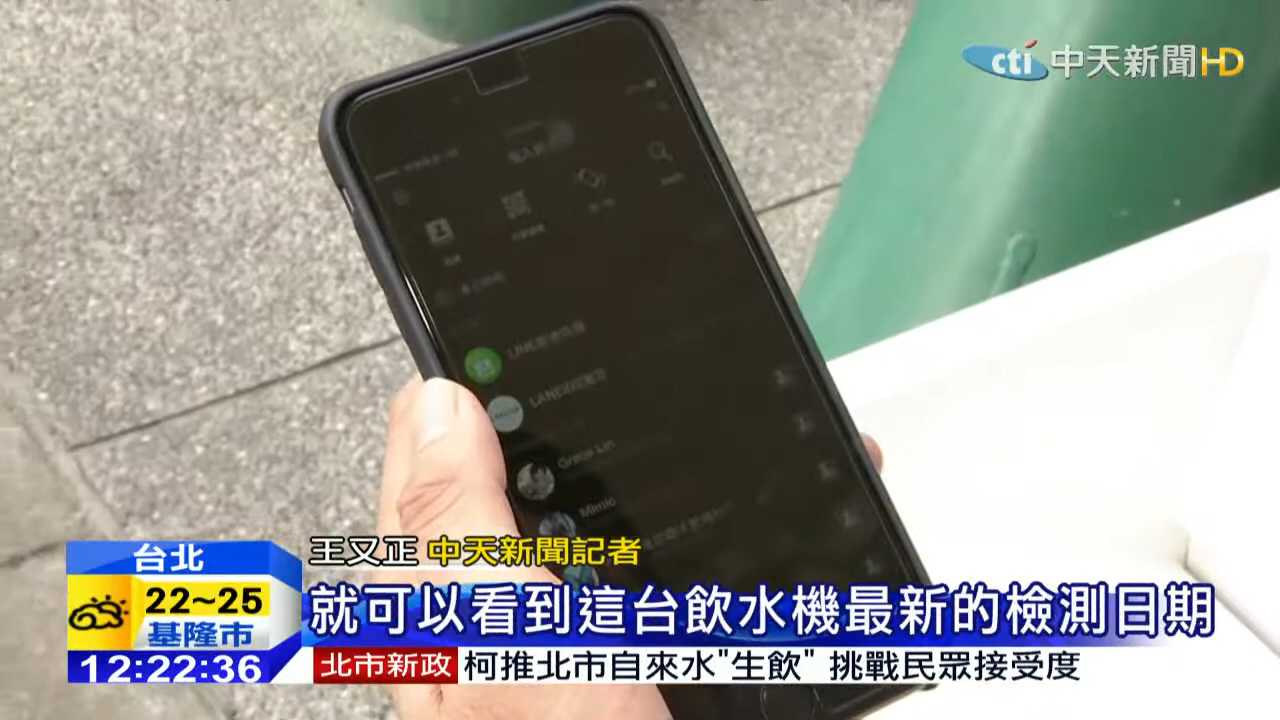 cti 中天新聞HD
Grace Lin
Mimic
王又正 中天新聞記者
台北
22~25
基隆市
12:22:36
就可以看到這台飲水機最新的檢測日期
北市新政 柯推北市自來水"生飲" 挑戰民眾接受度